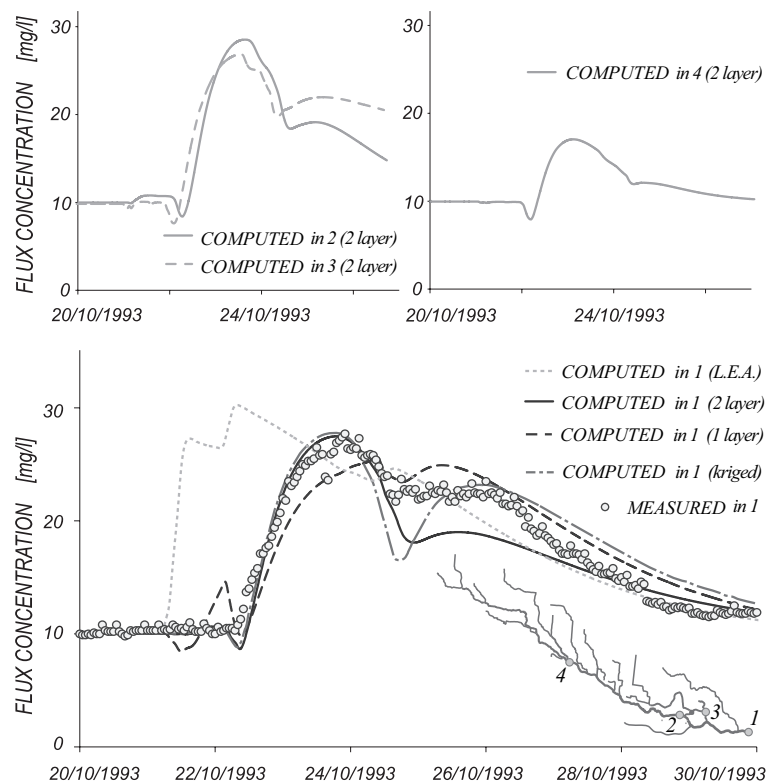 FLUX CONCENTRATION [mg/l]
30
20
10
0
COMPUTED in 2 (2 layer)
COMPUTED in 3 (2 layer)
20/10/1993
24/10/1993
FLUX CONCENTRATION [mg/l]
30
20
10
0
COMPUTED in 4 (2 layer)
20/10/1993
24/10/1993
FLUX CONCENTRATION [mg/l]
30
20
10
0
COMPUTED in 1 (L.E.A.)
COMPUTED in 1 (2 layer)
COMPUTED in 1 (1 layer)
COMPUTED in 1 (kriged)
MEASURED in 1
4
2
3
1
20/10/1993
22/10/1993
24/10/1993
26/10/1993
28/10/1993
30/10/1993